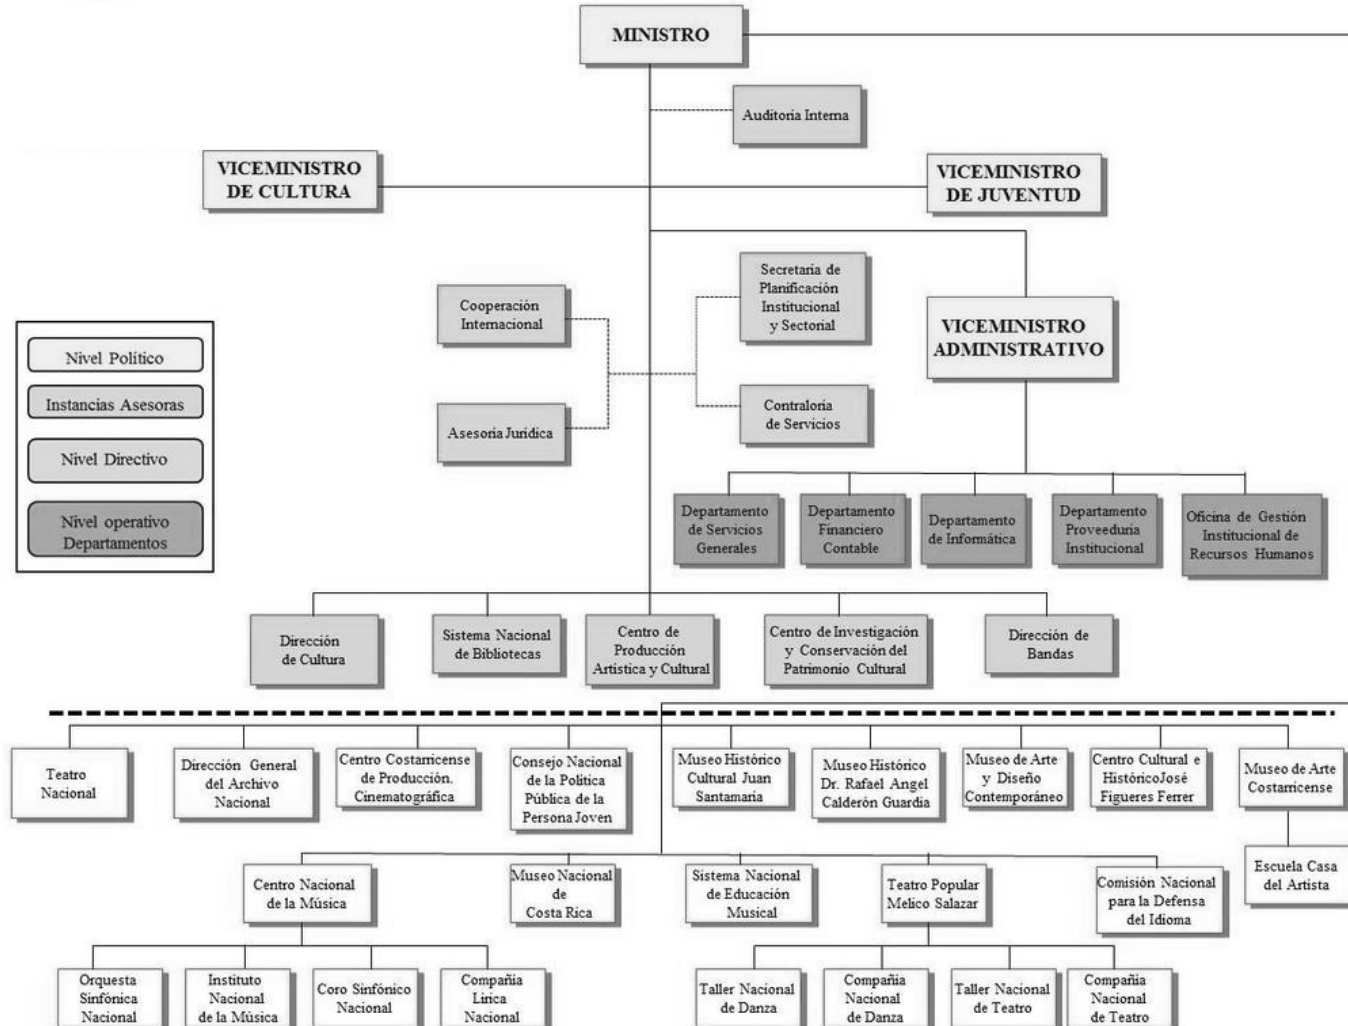 MINISTRO
Auditoría Interna
VICEMINISTRO
DE CULTURA
VICEMINISTRO
DE JUVENTUD
Cooperación
Internacional
Secretaría de
Planificación
Institucional
y Sectorial
VICEMINISTRO
ADMINISTRATIVO
Asesoría Jurídica
Contraloría
de Servicios
Nivel Político
Instancias Asesoras
Nivel Directivo
Nivel operativo
Departamentos
Departamento
de Servicios
Generales
Departamento
Financiero
Contable
Departamento
de Informática
Departamento
Proveeduría
Institucional
Oficina de Gestión
Institucional de
Recursos Humanos
Dirección
de Cultura
Sistema Nacional
de Bibliotecas
Centro de
Producción
Artística y Cultural
Centro de Investigación
y Conservación del
Patrimonio Cultural
Dirección de
Bandas
Teatro
Nacional
Dirección General
del Archivo
Nacional
Centro Costarricense
de Producción.
Cinematográfica
Consejo Nacional
de la Política
Pública de la
Persona Joven
Museo Histórico
Cultural Juan
Santamaría
Museo Histórico
Dr. Rafael Angel
Calderón Guardia
Museo de Arte
y Diseño
Contemporáneo
Centro Cultural e
HistóricoJosé
Figueres Ferrer
Museo de Arte
Costarricense
Centro Nacional
de la Música
Museo Nacional
de
Costa Rica
Sistema Nacional
de Educación
Musical
Teatro Popular
Melico Salazar
Comisión Nacional
para la Defensa
del Idioma
Escuela Casa
del Artista
Orquesta
Sinfónica
Nacional
Instituto
Nacional
de la Música
Coro Sinfónico
Nacional
Compañía
Lírica
Nacional
Taller Nacional
de Danza
Compañía
Nacional
de Danza
Taller Nacional
de Teatro
Compañía
Nacional
de Teatro